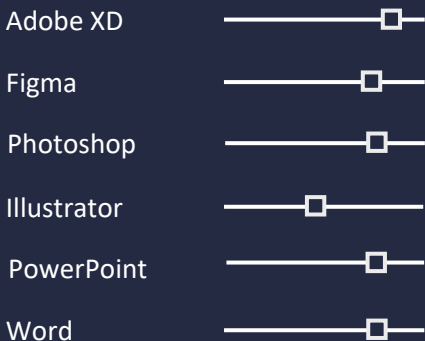 Adobe XD
Figma
Photoshop
Illustrator
PowerPoint
Word